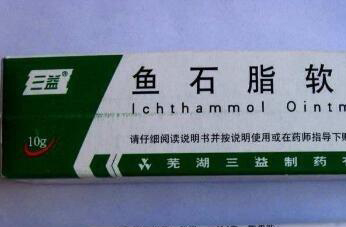 三益®
鱼石脂软
Ichthammol Ointm
10g
请仔细阅读说明书并按说明使用或在药师指导下
芜湖三益制药